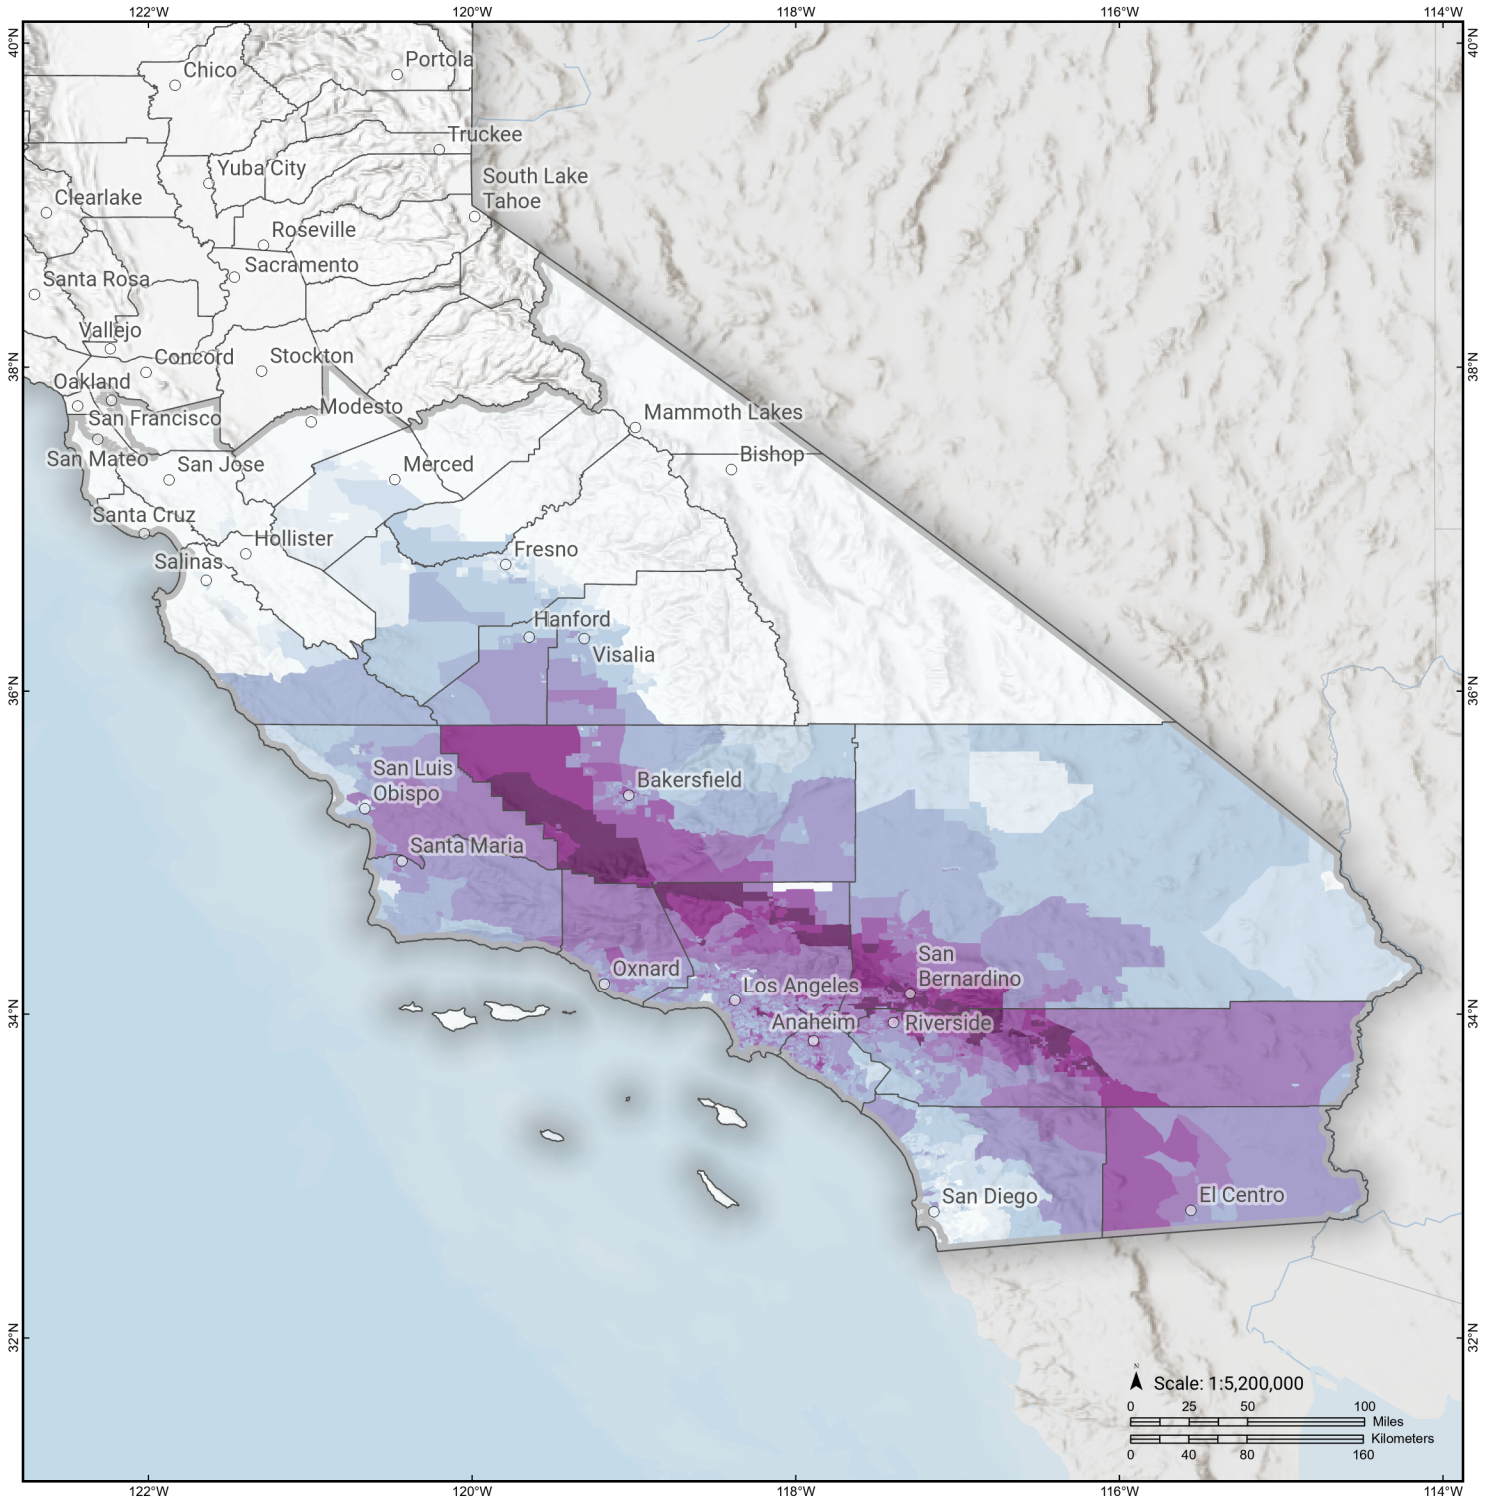 122°W
120°W
118°W
116°W
114°W
40°N
40°N
Portola
Chico
Truckee
Yuba City
South Lake
Tahoe
Clearlake
Roseville
Sacramento
Santa Rosa
Vallejo
Concord
Stockton
38°N
38°N
Oakland
Modesto
San Francisco
Mammoth Lakes
Bishop
San Mateo
San Jose
Merced
Santa Cruz
Hollister
Fresno
Salinas
Hanford
Visalia
36°N
36°N
San Luis
Obispo
Bakersfield
Santa Maria
San
Bernardino
Oxnard
Los Angeles
34°N
34°N
Anaheim
Riverside
San Diego
El Centro
32°N
32°N
N
Scale: 1:5,200,000
0 25 50 100
Miles
Kilometers
0 40 80 160
122°W
120°W
118°W
116°W
114°W